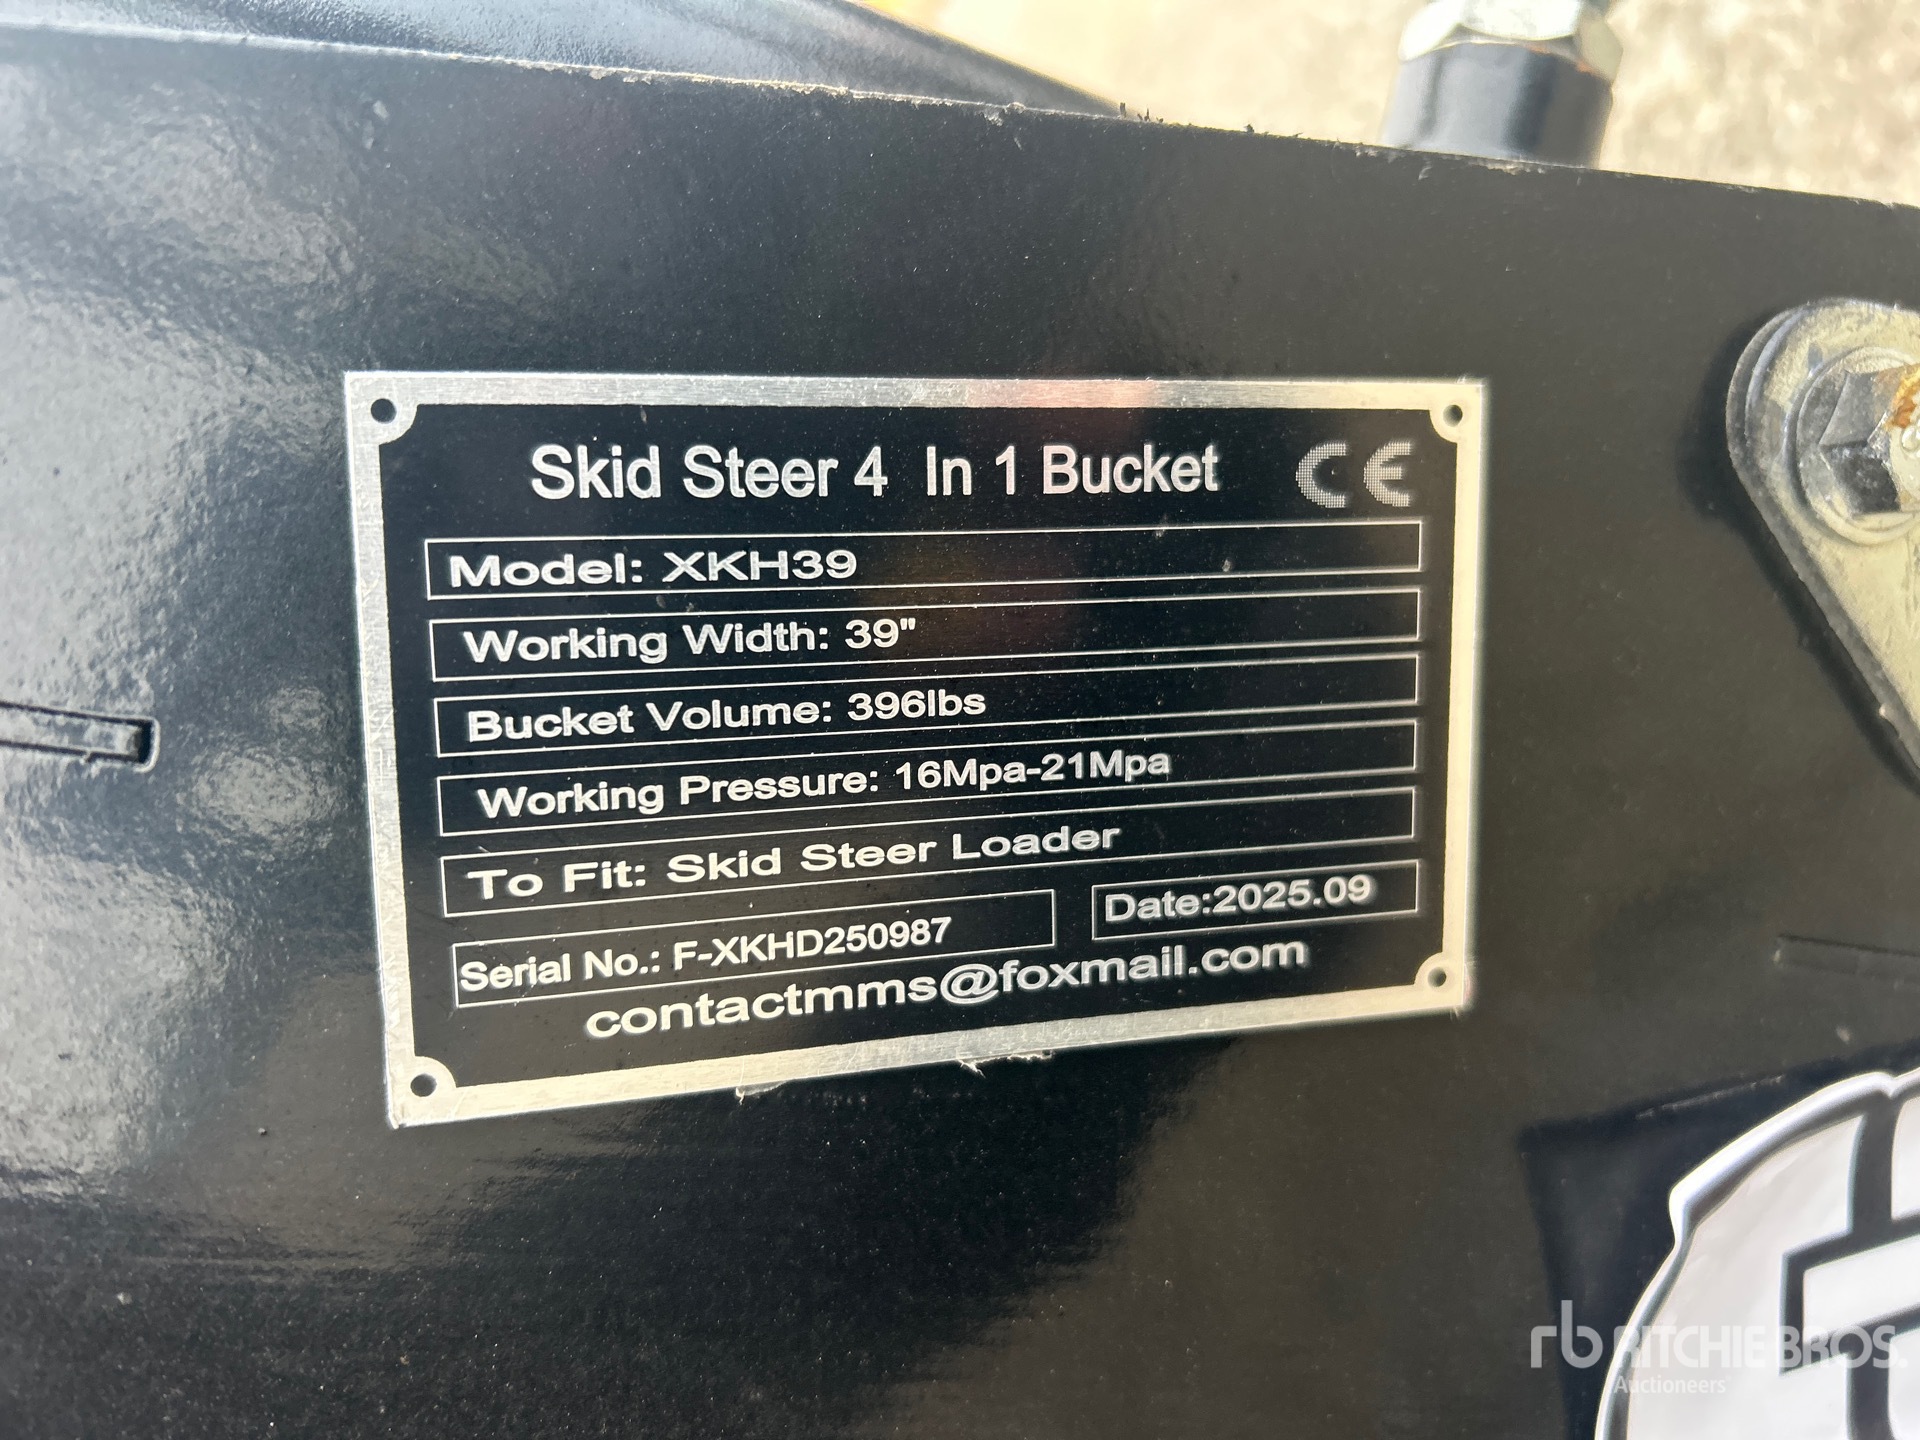 Skid Steer 4 In 1 Bucket CE
Model: XKH39
Working Width: 39"
Bucket Volume: 396lbs
Working Pressure: 16Mpa-21Mpa
To Fit: Skid Steer Loader
Serial No.: F-XKHD250987 Date:2025.09
contactmms@foxmail.com
rb RITCHIE BROS.
Auctioneers